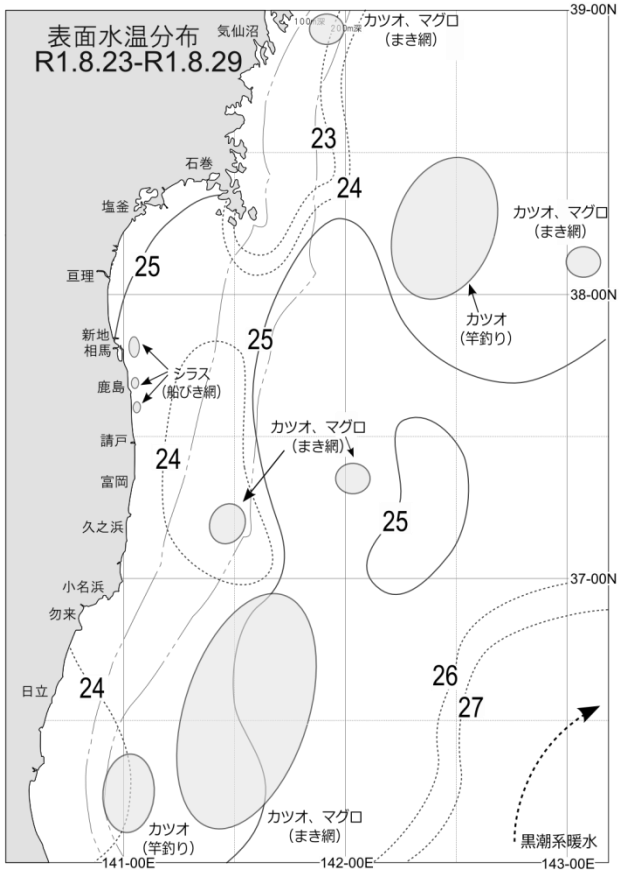 表面水温分布
R1.8.23-R1.8.29
気仙沼
100m深
200m深
カツオ、マグロ
(まき網)
39-00N
23
24
石巻
塩釜
カツオ、マグロ
(まき網)
亘理
25
38-00N
カツオ
(竿釣り)
新地
相馬
25
シラス
(船びき網)
鹿島
カツオ、マグロ
(まき網)
請戸
24
富岡
25
久之浜
37-00N
小名浜
勿来
26
27
日立
24
カツオ
(竿釣り)
カツオ、マグロ
(まき網)
黒潮系暖水
141-00E
142-00E
143-00E